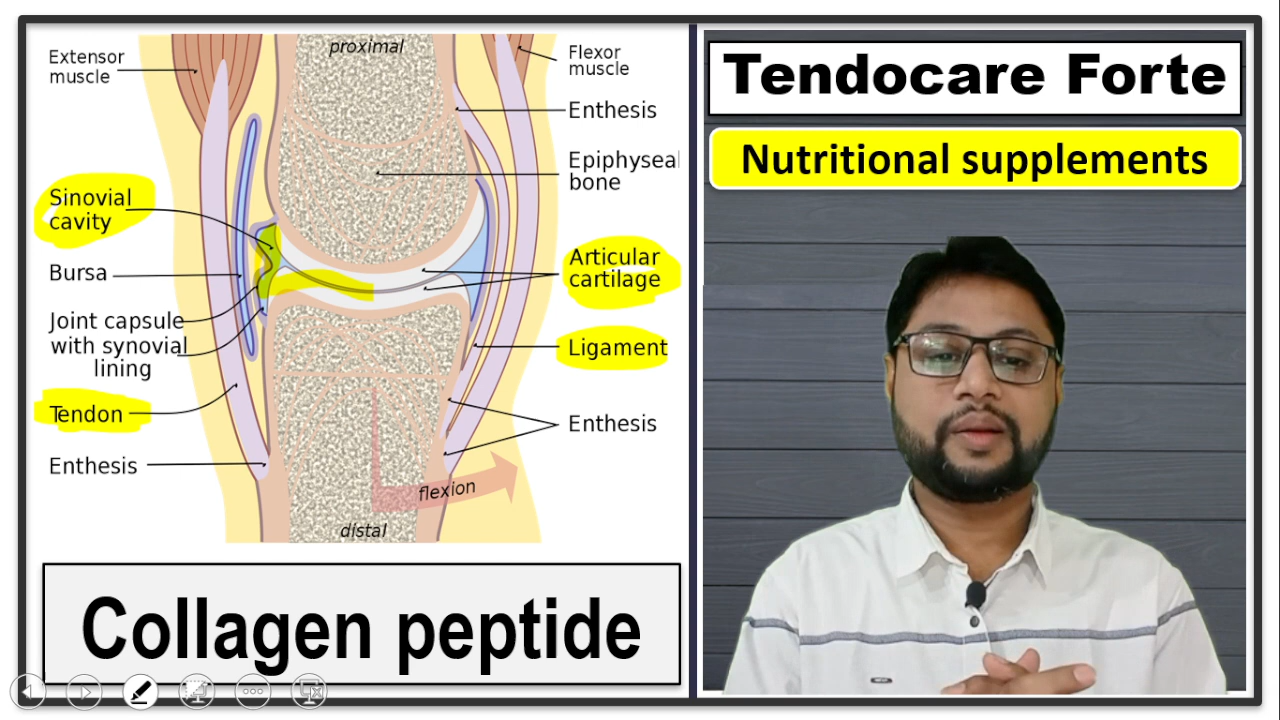 proximal
Extensor
muscle
Flexor
muscle
Enthesis
Epiphyseal
bone
Sinovial
cavity
Articular
cartilage
Bursa
Joint capsule
with synovial
lining
Ligament
Tendon
Enthesis
Enthesis
flexion
distal
Collagen peptide
Tendocare Forte
Nutritional supplements